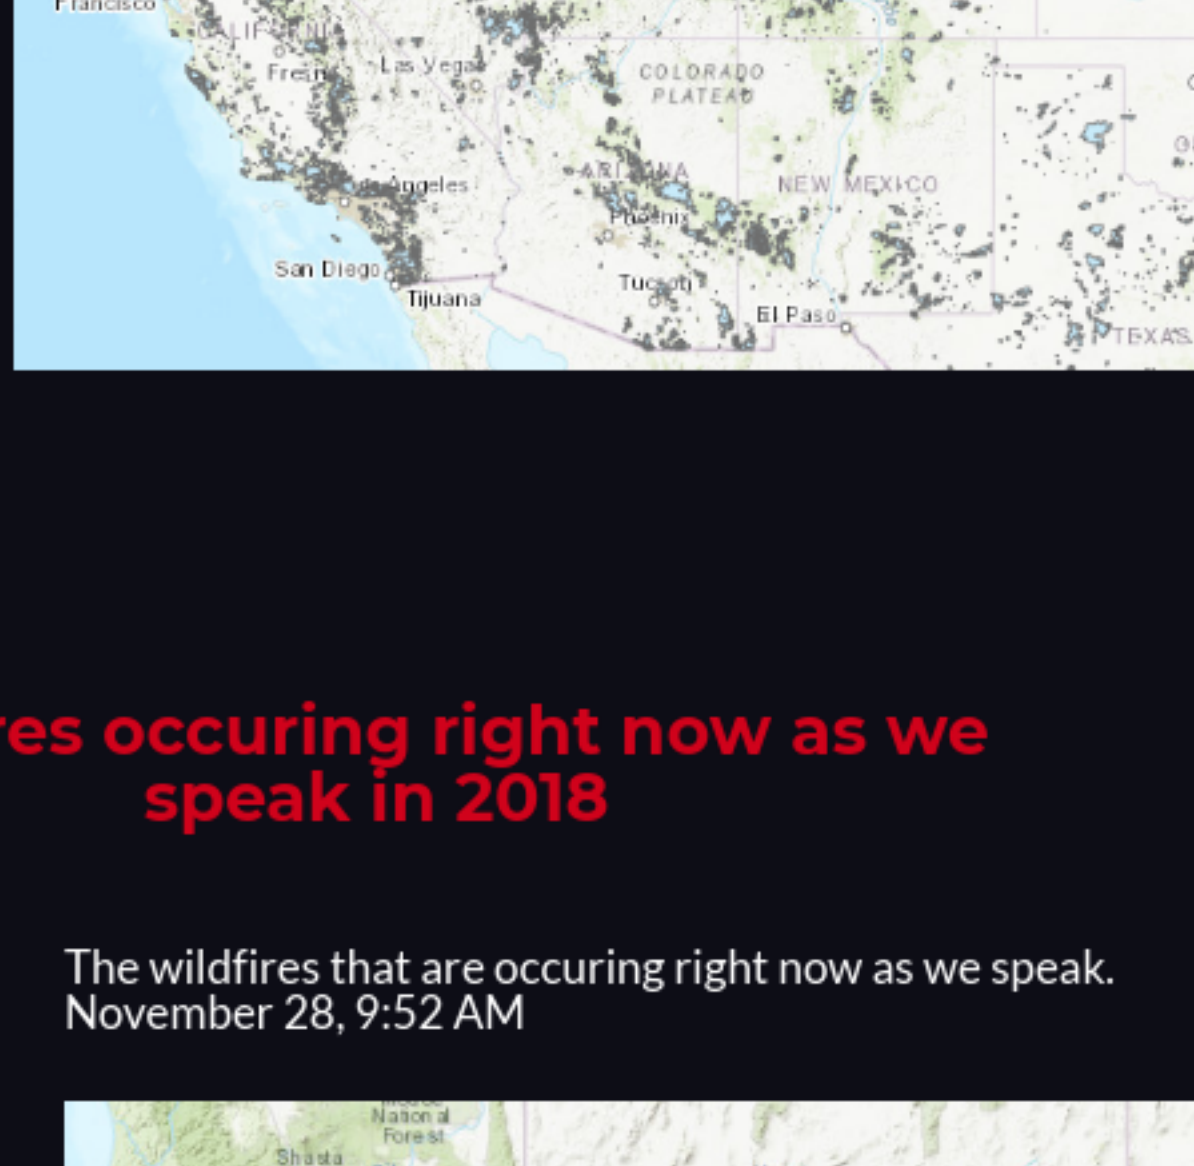 Francisco
CALIFORNIA
Fresno
Las Vegas
COLORADO
PLATEAU
ARIZONA
Angeles
NEW MEXICO
Phoenix
San Diego
Tucson
Tijuana
El Paso
TEXAS
res occuring right now as we
speak in 2018
The wildfires that are occuring right now as we speak.
November 28, 9:52 AM
National
Forest
Shasta